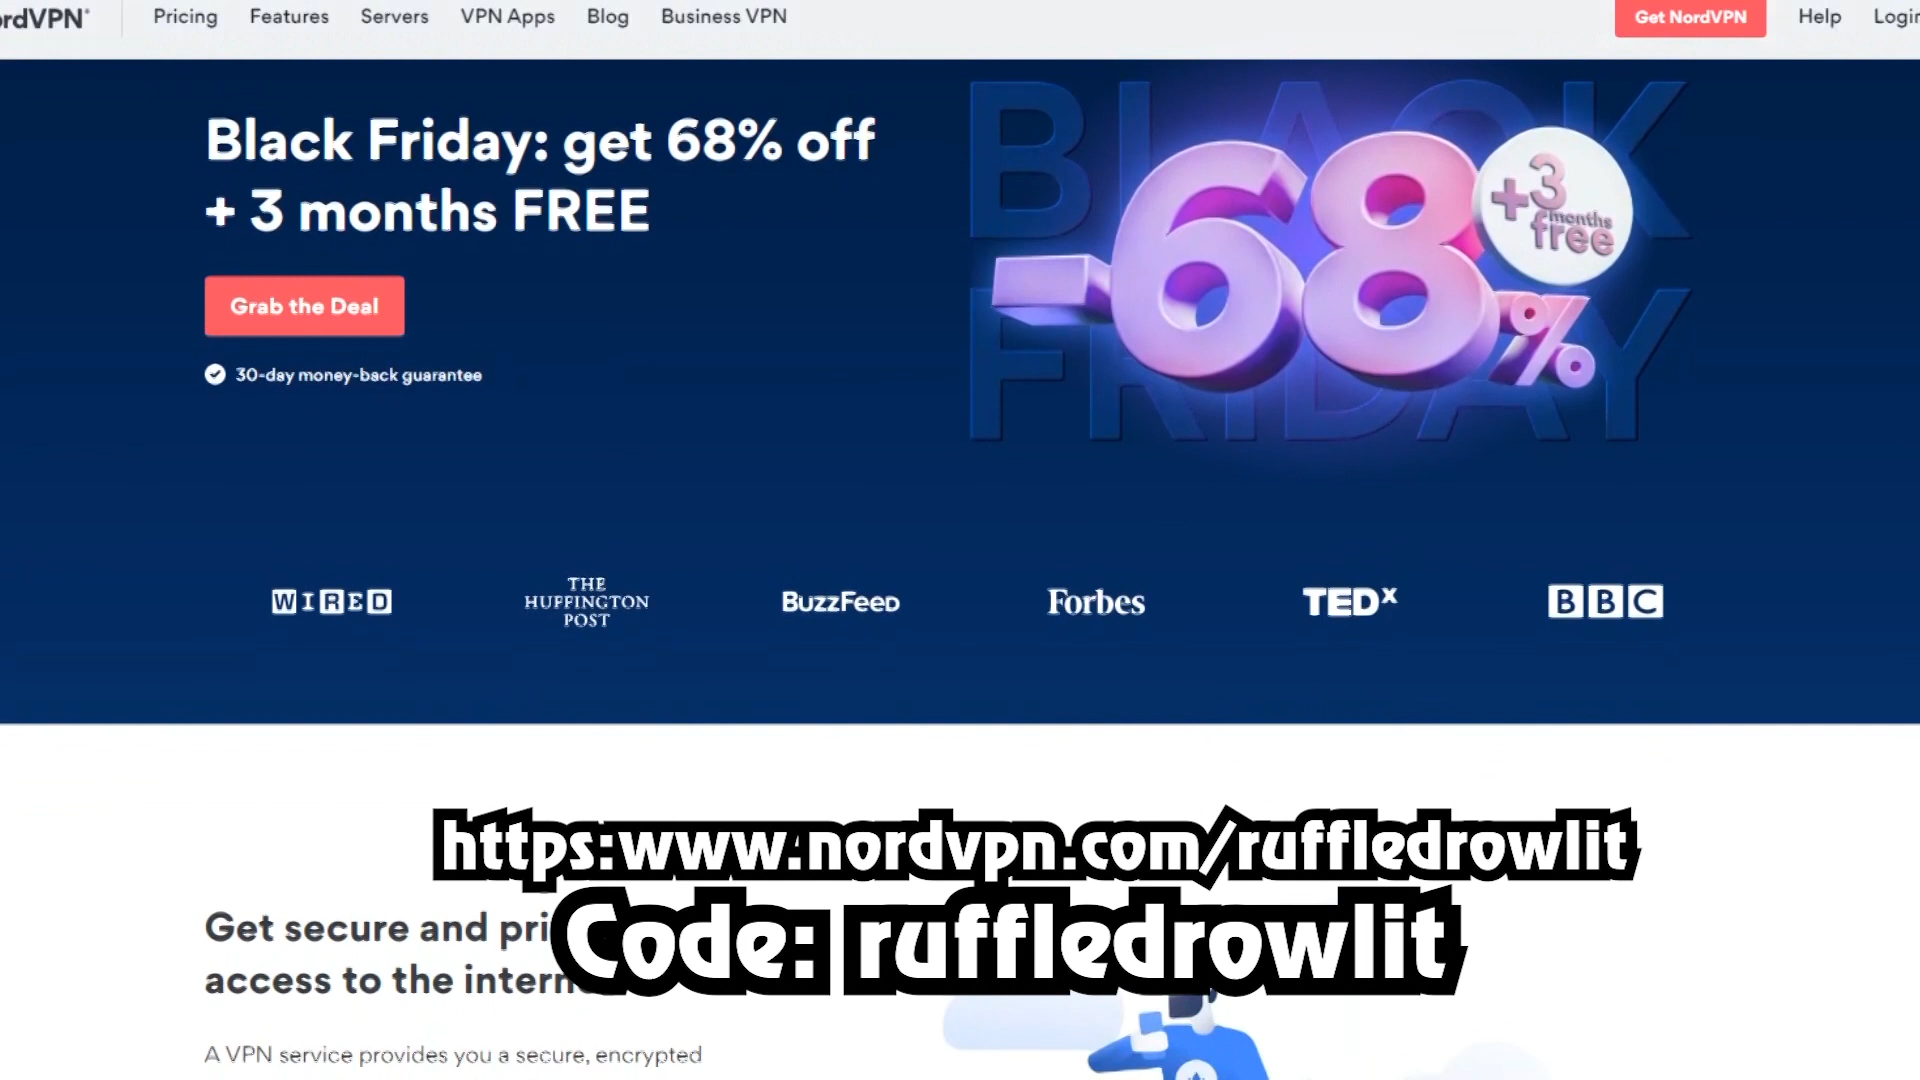 rdVPN®
Pricing Features Servers VPN Apps Blog Business VPN Get NordVPN Help Login
Black Friday: get 68% off
+ 3 months FREE
Grab the Deal
30-day money-back guarantee
BLACK
FRIDAY
-68%
+3
months
free
WIRED
THE
HUFFINGTON
POST
BuzzFeed
Forbes
TEDx
BBC
https:www.nordvpn.com/ruffledrowlit
Code: ruffledrowlit
Get secure and pri
access to the intern
A VPN service provides you a secure, encrypted